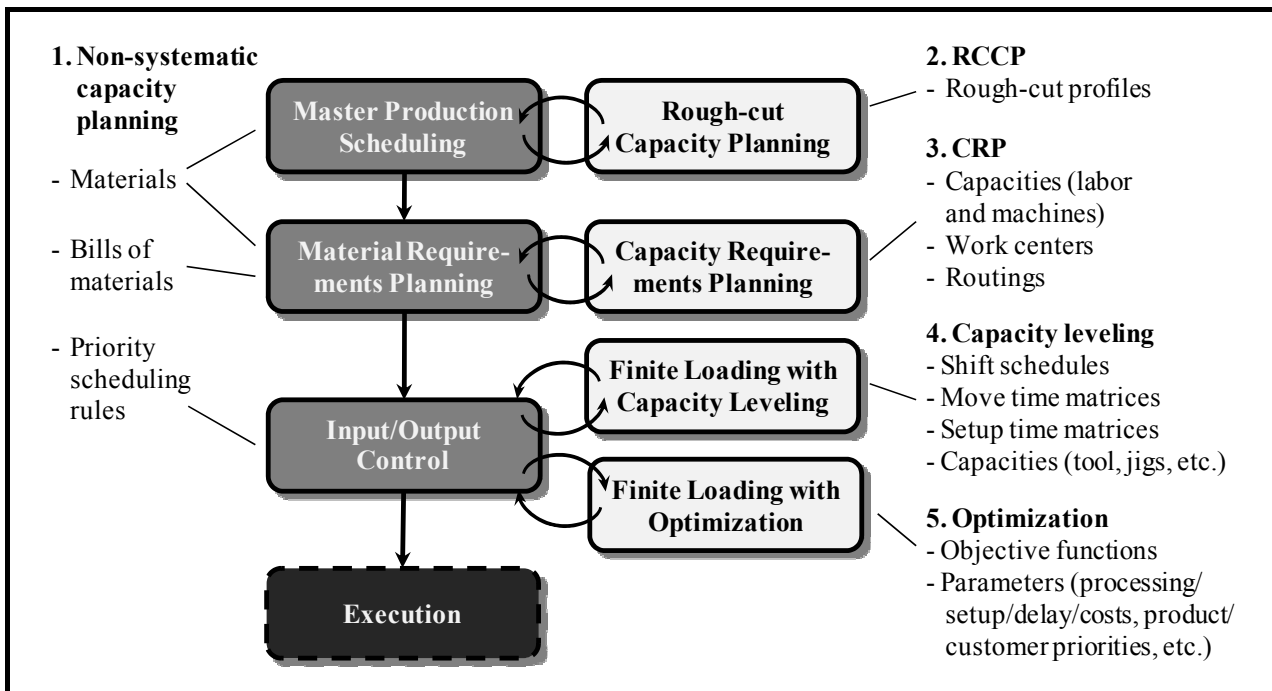 1. Non-systematic
capacity
planning
- Materials
- Bills of
materials
- Priority
scheduling
rules
Master Production
Scheduling
Rough-cut
Capacity Planning
Material Require-
ments Planning
Capacity Require-
ments Planning
Input/Output
Control
Finite Loading with
Capacity Leveling
Finite Loading with
Optimization
Execution
2. RCCP
- Rough-cut profiles
3. CRP
- Capacities (labor
and machines)
- Work centers
- Routings
4. Capacity leveling
- Shift schedules
- Move time matrices
- Setup time matrices
- Capacities (tool, jigs, etc.)
5. Optimization
- Objective functions
- Parameters (processing/
setup/delay/costs, product/
customer priorities, etc.)